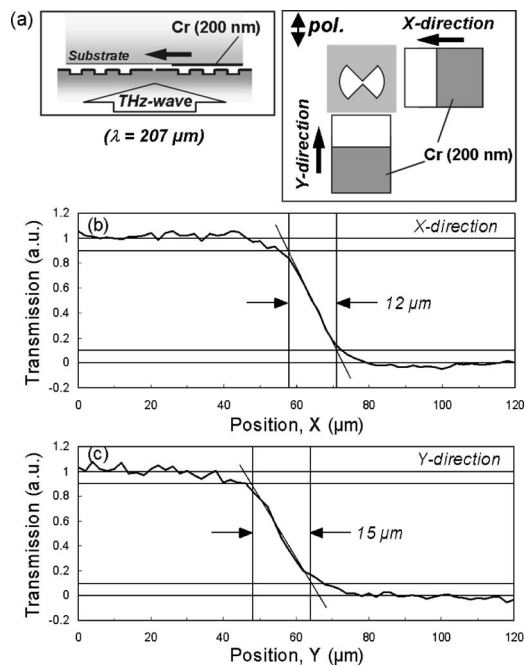 (a)
Cr (200 nm)
Substrate
THz-wave
(λ = 207 µm)
pol.
X-direction
Y-direction
Cr (200 nm)
(b)
X-direction
Transmission (a.u.)
1.2
1
0.8
0.6
0.4
0.2
0
-0.2
12 µm
0 20 40 60 80 100 120
Position, X (µm)
(c)
Y-direction
Transmission (a.u.)
1.2
1
0.8
0.6
0.4
0.2
0
-0.2
15 µm
0 20 40 60 80 100 120
Position, Y (µm)